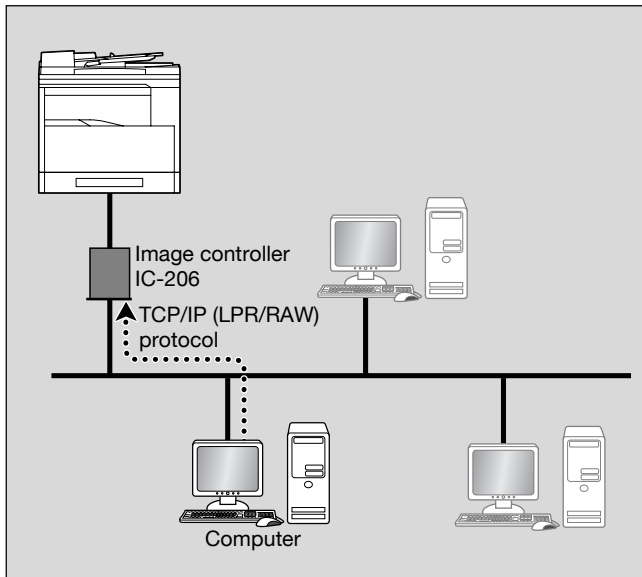 Image controller
IC-206
TCP/IP (LPR/RAW)
protocol
Computer